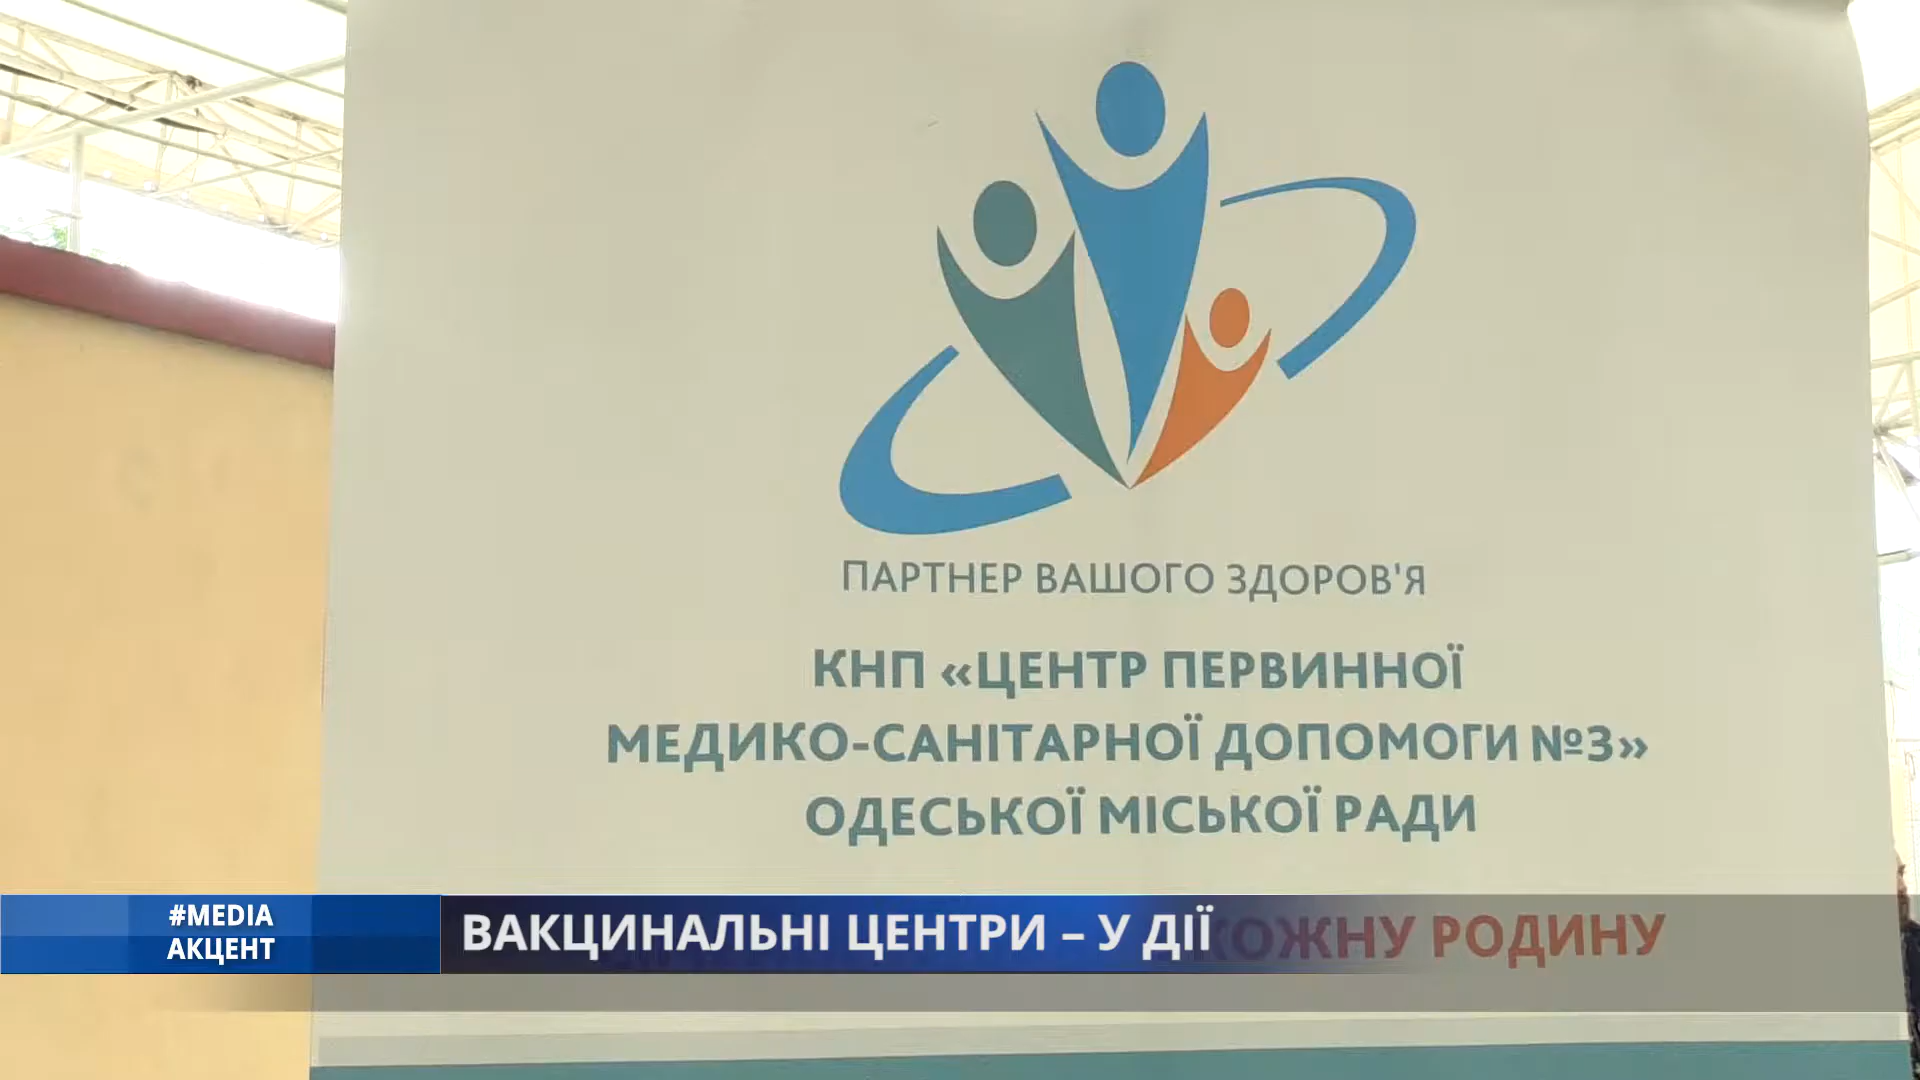 ПАРТНЕР ВАШОГО ЗДОРОВ'Я
КНП «ЦЕНТР ПЕРВИННОЇ
МЕДИКО-САНІТАРНОЇ ДОПОМОГИ №3»
ОДЕСЬКОЇ МІСЬКОЇ РАДИ
КОЖНУ РОДИНУ
#MEDIA
АКЦЕНТ
ВАКЦИНАЛЬНІ ЦЕНТРИ – У ДІЇ